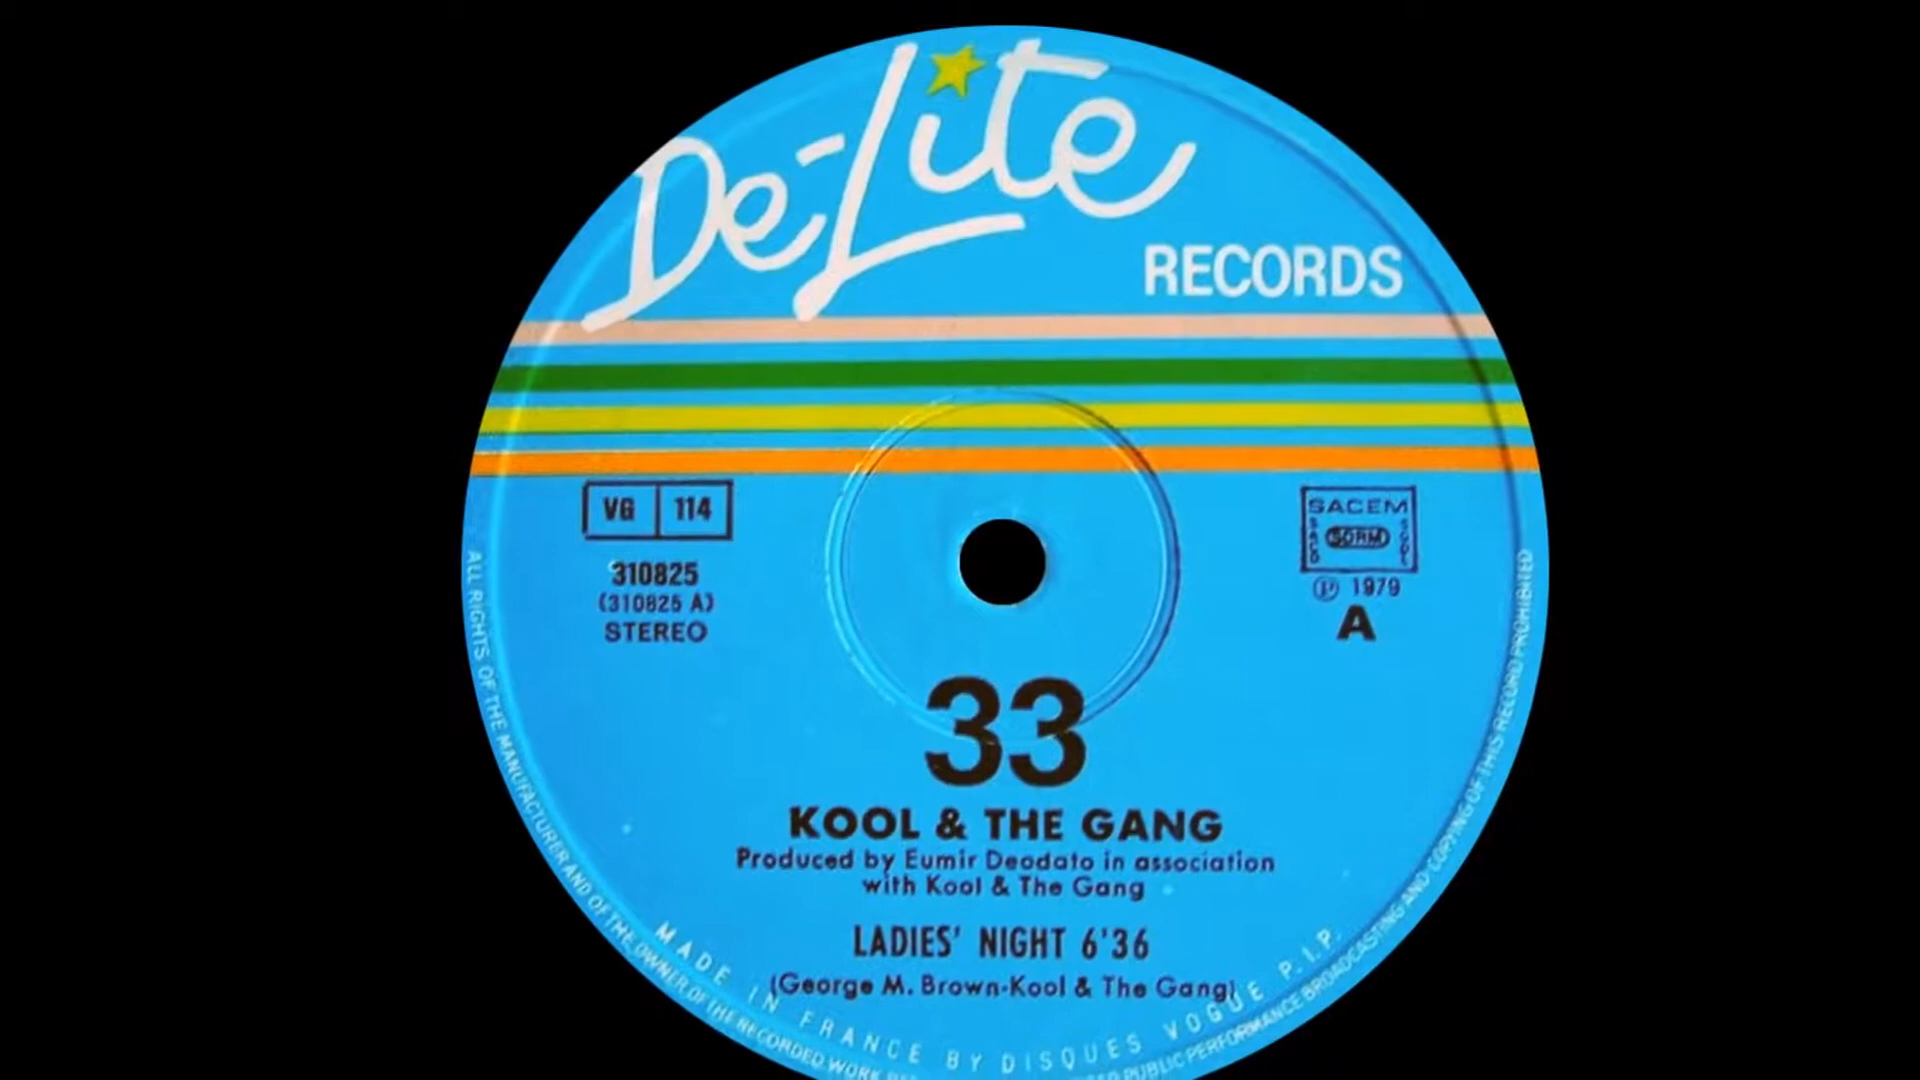 De-Lite
RECORDS
VG 114
310825
(310825 A)
STEREO
SACEM
SACD SDRM SGDL
Ⓟ 1979
A
33
KOOL & THE GANG
Produced by Eumir Deodato in association
with Kool & The Gang
LADIES' NIGHT 6'36
(George M. Brown-Kool & The Gang)
MADE IN FRANCE BY DISQUES VOGUE P.I.P.
ALL RIGHTS OF THE MANUFACTURER AND OF THE OWNER OF THE RECORDED WORK
PUBLIC PERFORMANCE BROADCASTING AND COPYING OF THIS RECORD PROHIBITED